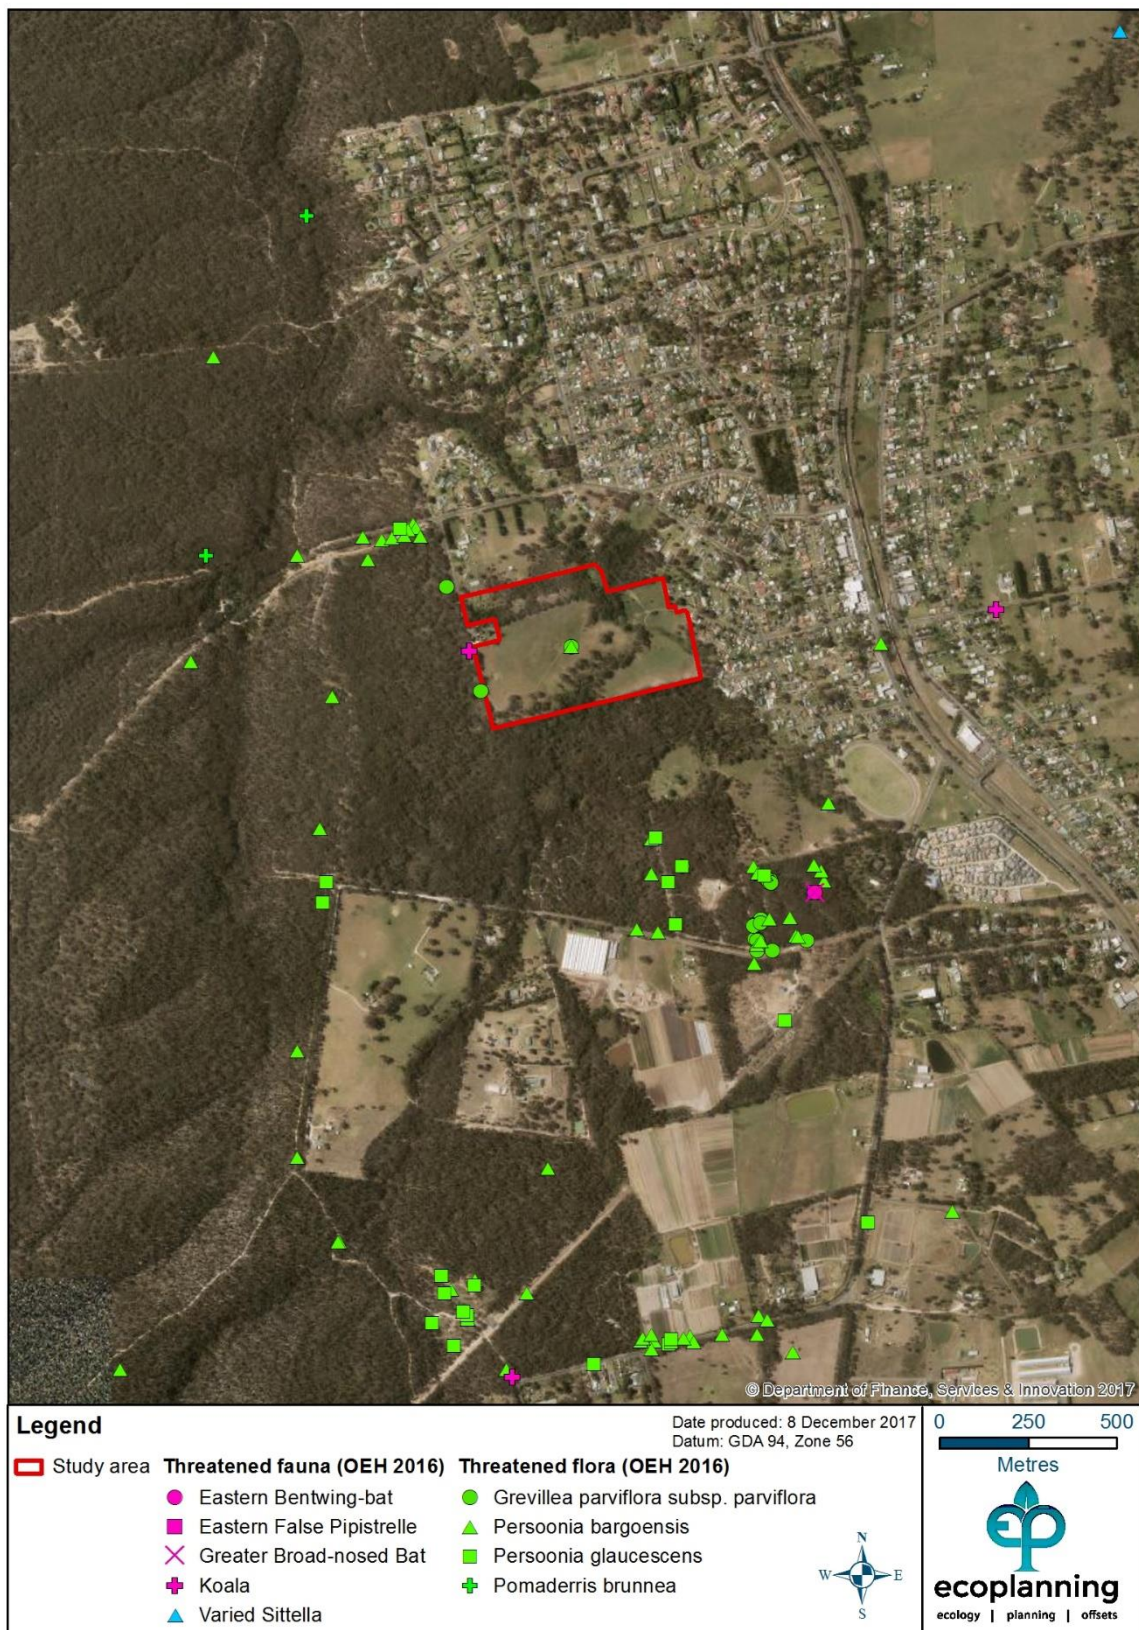 © Department of Finance, Services & Innovation 2017
Legend
Date produced: 8 December 2017
Datum: GDA 94, Zone 56
Study area
Threatened fauna (OEH 2016)
Eastern Bentwing-bat
Eastern False Pipistrelle
Greater Broad-nosed Bat
Koala
Varied Sittella
Threatened flora (OEH 2016)
Grevillea parviflora subsp. parviflora
Persoonia bargoensis
Persoonia glaucescens
Pomaderris brunnea
N
W E
S
0 250 500
Metres
ep
ecoplanning
ecology | planning | offsets